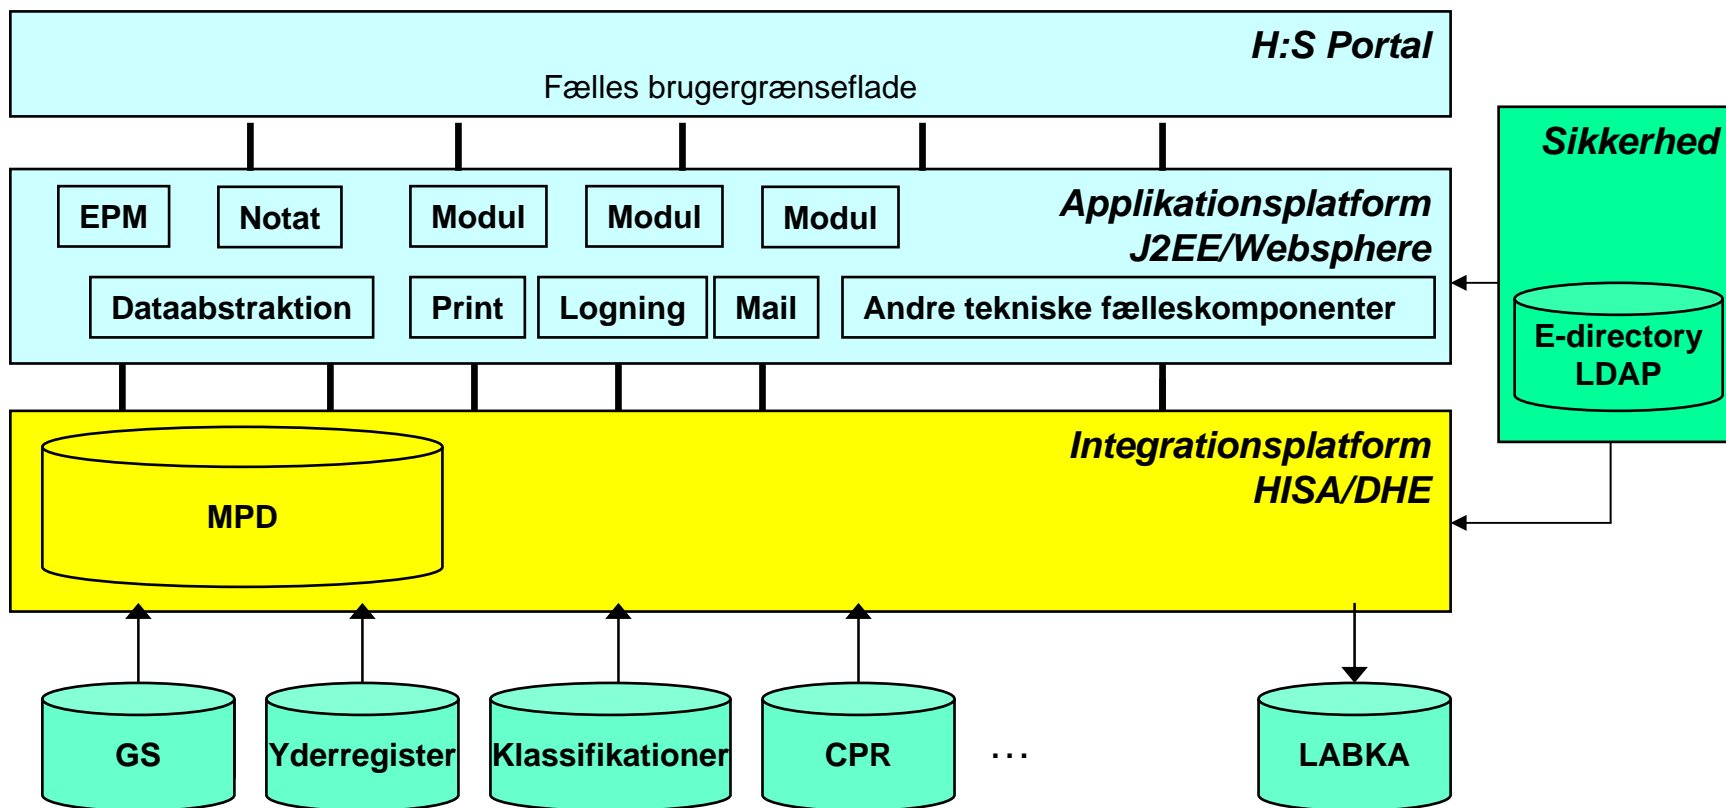 H:S Portal
Fælles brugergrænseflade
Sikkerhed
EPM
Notat
Modul
Modul
Modul
Applikationsplatform
J2EE/Websphere
Dataabstraktion
Print
Logning
Mail
Andre tekniske fælleskomponenter
E-directory
LDAP
Integrationsplatform
HISA/DHE
MPD
GS
Yderregister
Klassifikationer
CPR
...
LABKA